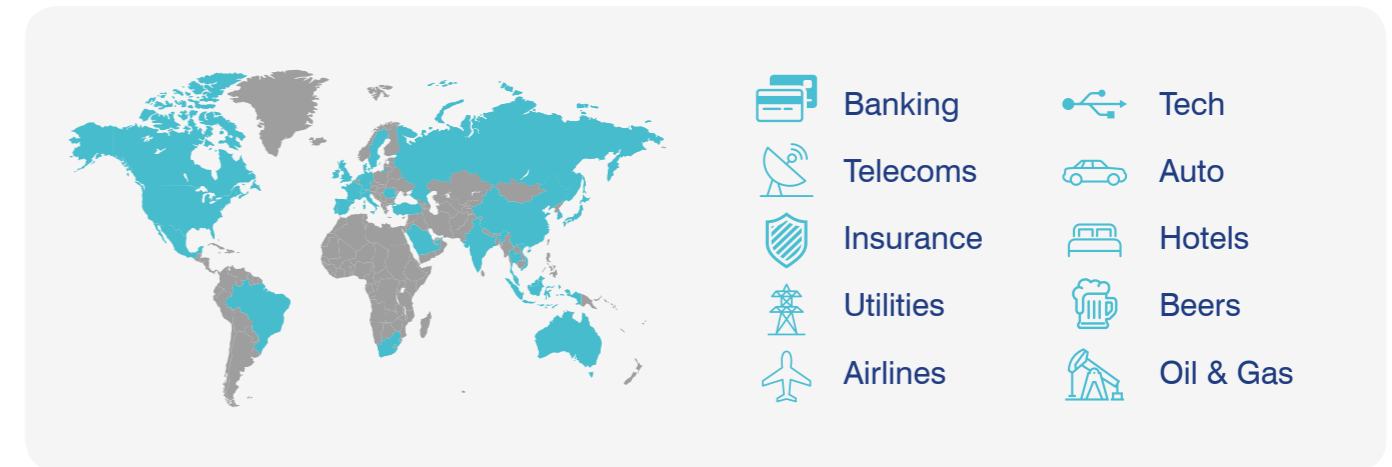 Banking
Telecoms
Insurance
Utilities
Airlines
Tech
Auto
Hotels
Beers
Oil & Gas